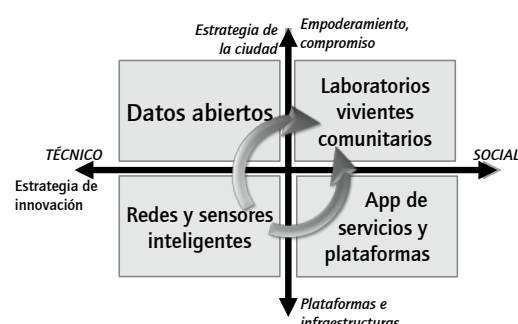 Estrategia de
la ciudad
Empoderamiento,
compromiso
Datos abiertos
Laboratorios
vivientes
comunitarios
TÉCNICO
SOCIAL
Estrategia de
innovación
Redes y sensores
inteligentes
App de
servicios y
plataformas
Plataformas e
infraestructuras